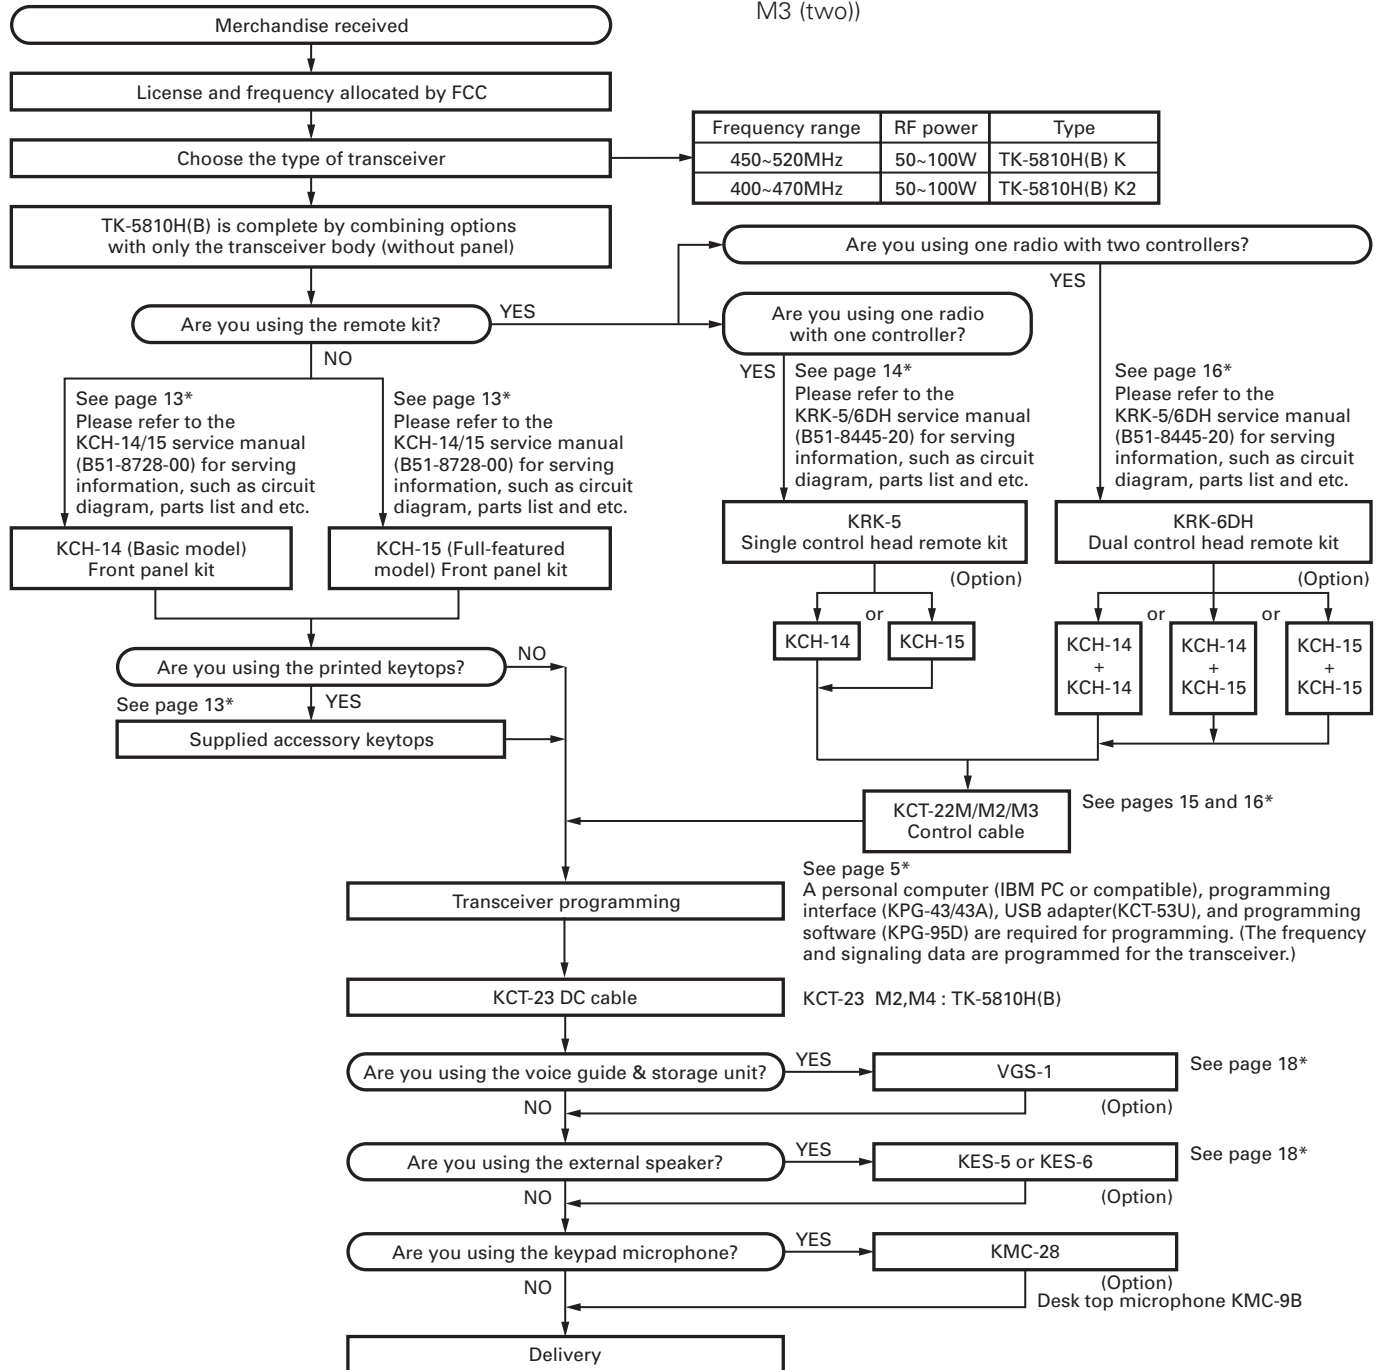 M3 (two))
Merchandise received
License and frequency allocated by FCC
Choose the type of transceiver
Frequency range RF power Type
450~520MHz 50~100W TK-5810H(B) K
400~470MHz 50~100W TK-5810H(B) K2
TK-5810H(B) is complete by combining options
with only the transceiver body (without panel)
Are you using the remote kit?
YES
NO
Are you using one radio with two controllers?
YES
Are you using one radio
with one controller?
YES
See page 13*
Please refer to the
KCH-14/15 service manual
(B51-8728-00) for serving
information, such as circuit
diagram, parts list and etc.
See page 13*
Please refer to the
KCH-14/15 service manual
(B51-8728-00) for serving
information, such as circuit
diagram, parts list and etc.
See page 14*
Please refer to the
KRK-5/6DH service manual
(B51-8445-20) for serving
information, such as circuit
diagram, parts list and etc.
See page 16*
Please refer to the
KRK-5/6DH service manual
(B51-8445-20) for serving
information, such as circuit
diagram, parts list and etc.
KCH-14 (Basic model)
Front panel kit
KCH-15 (Full-featured
model) Front panel kit
KRK-5
Single control head remote kit
(Option)
KRK-6DH
Dual control head remote kit
(Option)
KCH-14
or
KCH-15
KCH-14
+
KCH-14
or
KCH-14
+
KCH-15
or
KCH-15
+
KCH-15
Are you using the printed keytops?
NO
YES
See page 13*
Supplied accessory keytops
KCT-22M/M2/M3
Control cable
See pages 15 and 16*
Transceiver programming
See page 5*
A personal computer (IBM PC or compatible), programming
interface (KPG-43/43A), USB adapter(KCT-53U), and programming
software (KPG-95D) are required for programming. (The frequency
and signaling data are programmed for the transceiver.)
KCT-23 DC cable
KCT-23 M2,M4 : TK-5810H(B)
Are you using the voice guide & storage unit?
YES
VGS-1
See page 18*
NO
(Option)
Are you using the external speaker?
YES
KES-5 or KES-6
See page 18*
NO
(Option)
Are you using the keypad microphone?
YES
KMC-28
NO
(Option)
Desk top microphone KMC-9B
Delivery